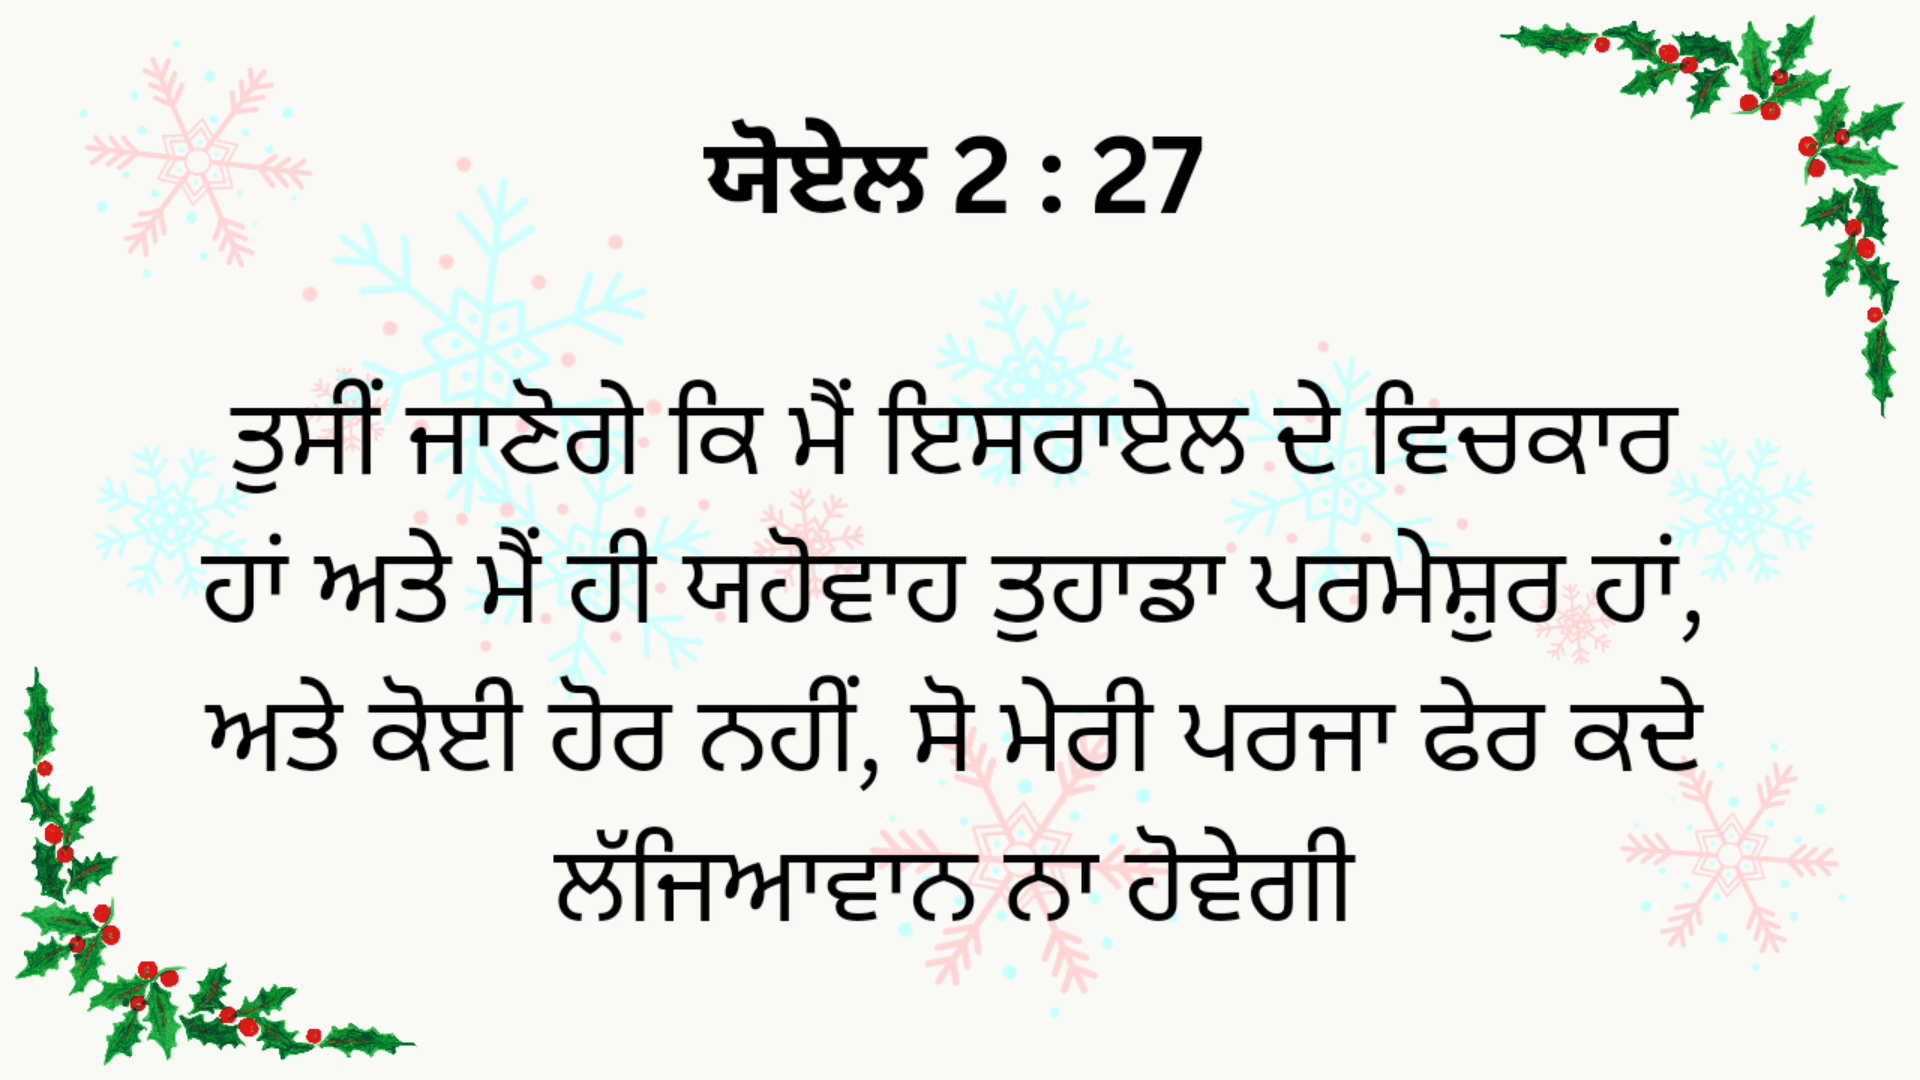 ਯੋਏਲ 2 : 27
ਤੁਸੀਂ ਜਾਣੋਗੇ ਕਿ ਮੈਂ ਇਸਰਾਏਲ ਦੇ ਵਿਚਕਾਰ
ਹਾਂ ਅਤੇ ਮੈਂ ਹੀ ਯਹੋਵਾਹ ਤੁਹਾਡਾ ਪਰਮੇਸ਼ੁਰ ਹਾਂ,
ਅਤੇ ਕੋਈ ਹੋਰ ਨਹੀਂ, ਸੋ ਮੇਰੀ ਪਰਜਾ ਫੇਰ ਕਦੇ
ਲੱਜਿਆਵਾਨ ਨਾ ਹੋਵੇਗੀ